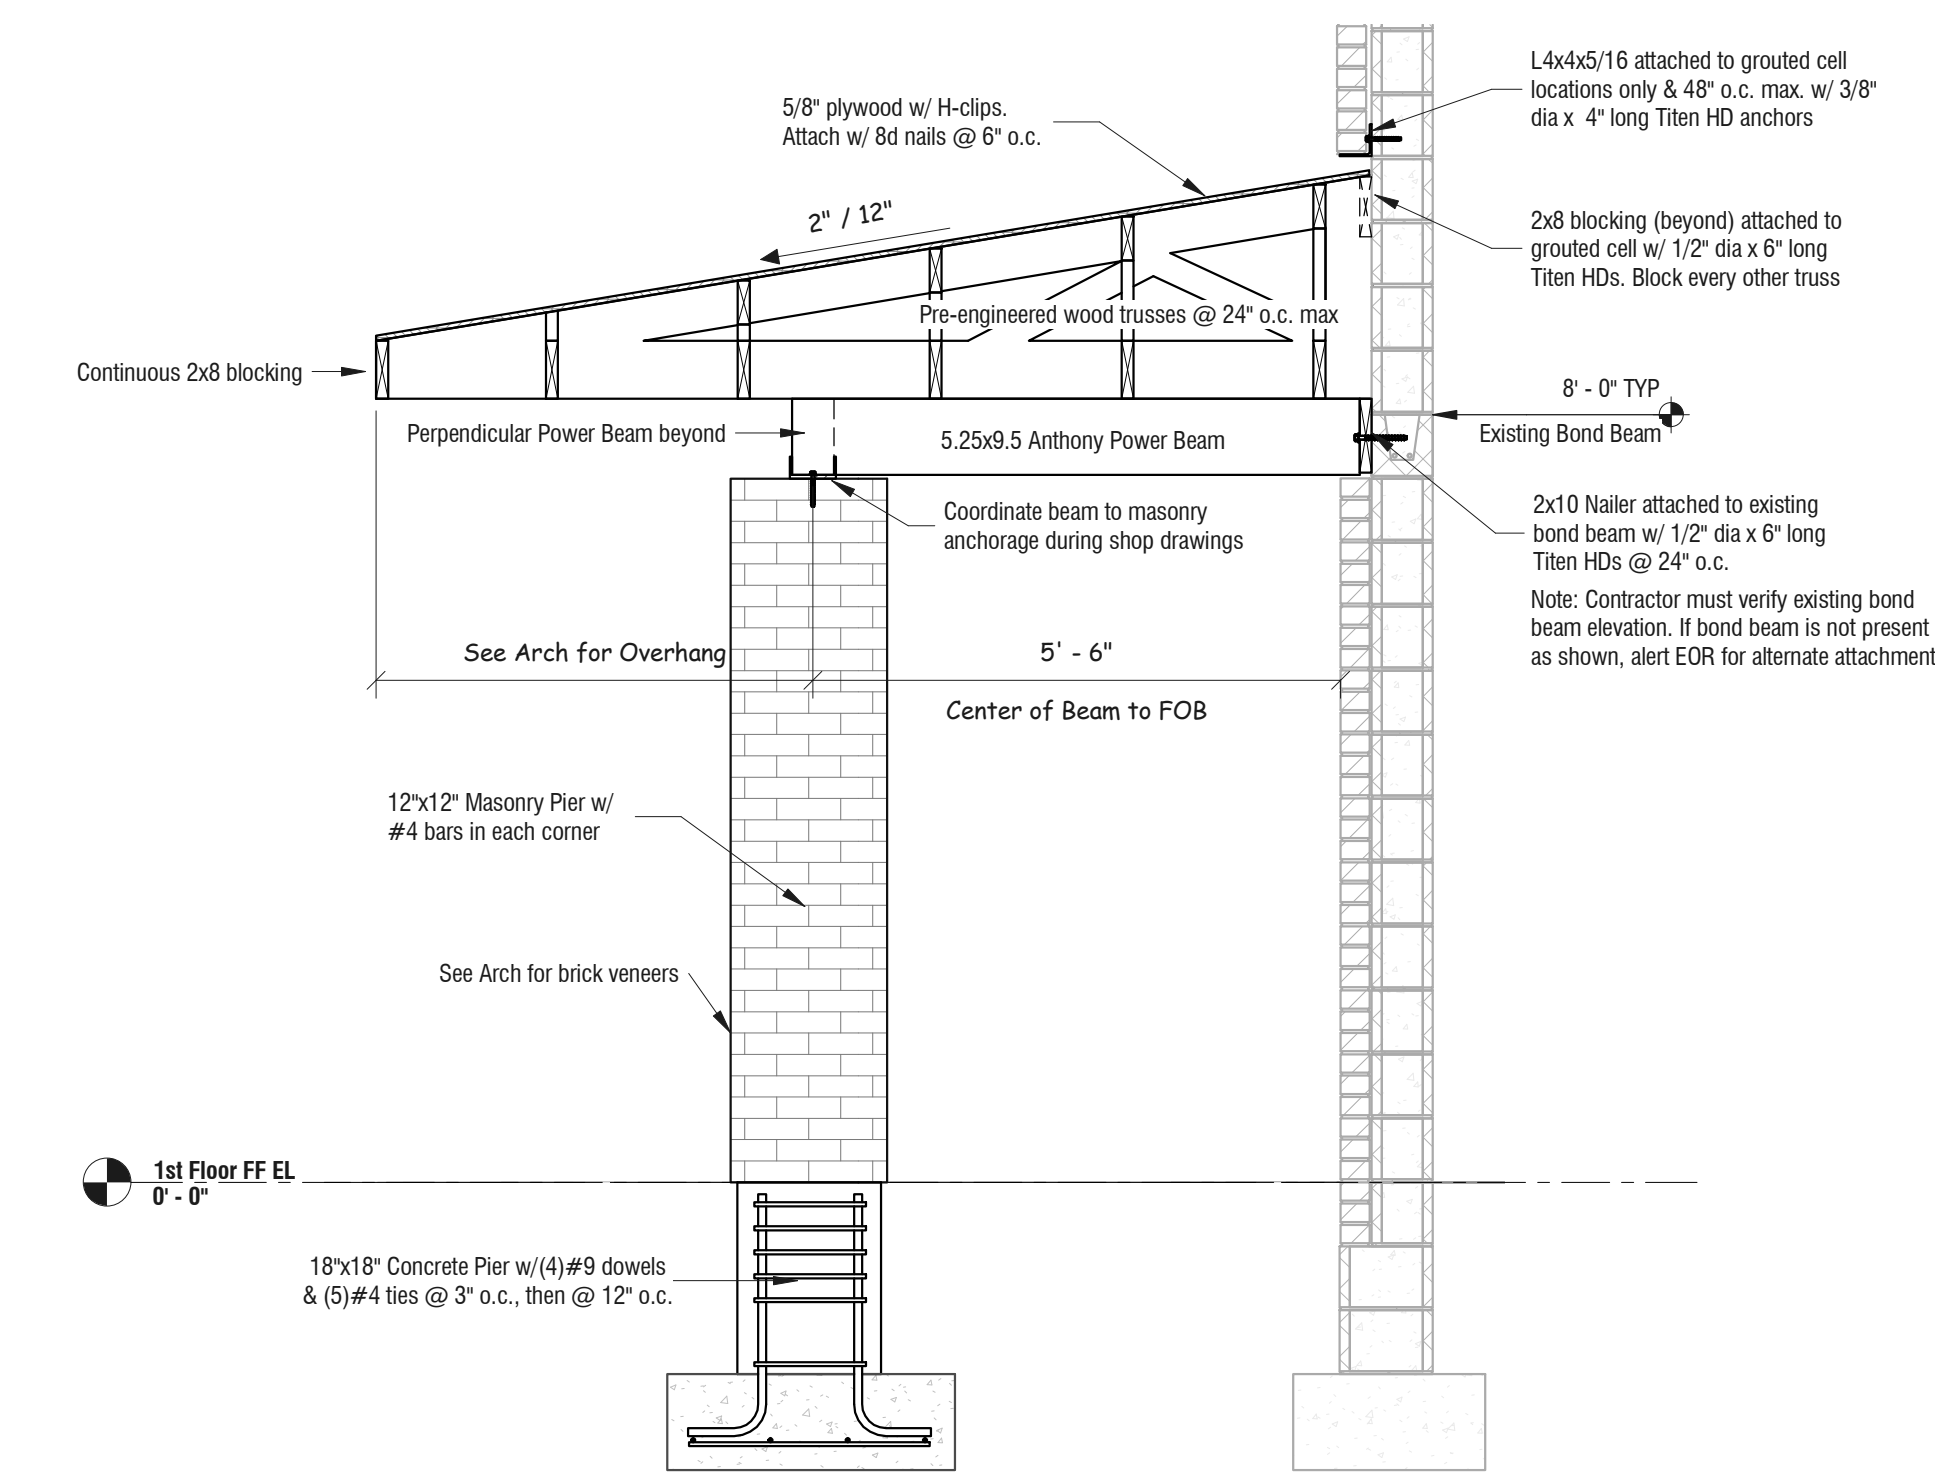 L4x4x5/16 attached to grouted cell
locations only & 48" o.c. max. w/ 3/8"
dia x 4" long Titen HD anchors
5/8" plywood w/ H-clips.
Attach w/ 8d nails @ 6" o.c.
2" / 12"
2x8 blocking (beyond) attached to
grouted cell w/ 1/2" dia x 6" long
Titen HDs. Block every other truss
Pre-engineered wood trusses @ 24" o.c. max
Continuous 2x8 blocking
8' - 0" TYP
Existing Bond Beam
Perpendicular Power Beam beyond
5.25x9.5 Anthony Power Beam
Coordinate beam to masonry
anchorage during shop drawings
2x10 Nailer attached to existing
bond beam w/ 1/2" dia x 6" long
Titen HDs @ 24" o.c.
Note: Contractor must verify existing bond
beam elevation. If bond beam is not present
as shown, alert EOR for alternate attachment
See Arch for Overhang
5' - 6"
Center of Beam to FOB
12"x12" Masonry Pier w/
#4 bars in each corner
See Arch for brick veneers
1st Floor FF EL
0' - 0"
18"x18" Concrete Pier w/(4)#9 dowels
& (5)#4 ties @ 3" o.c., then @ 12" o.c.